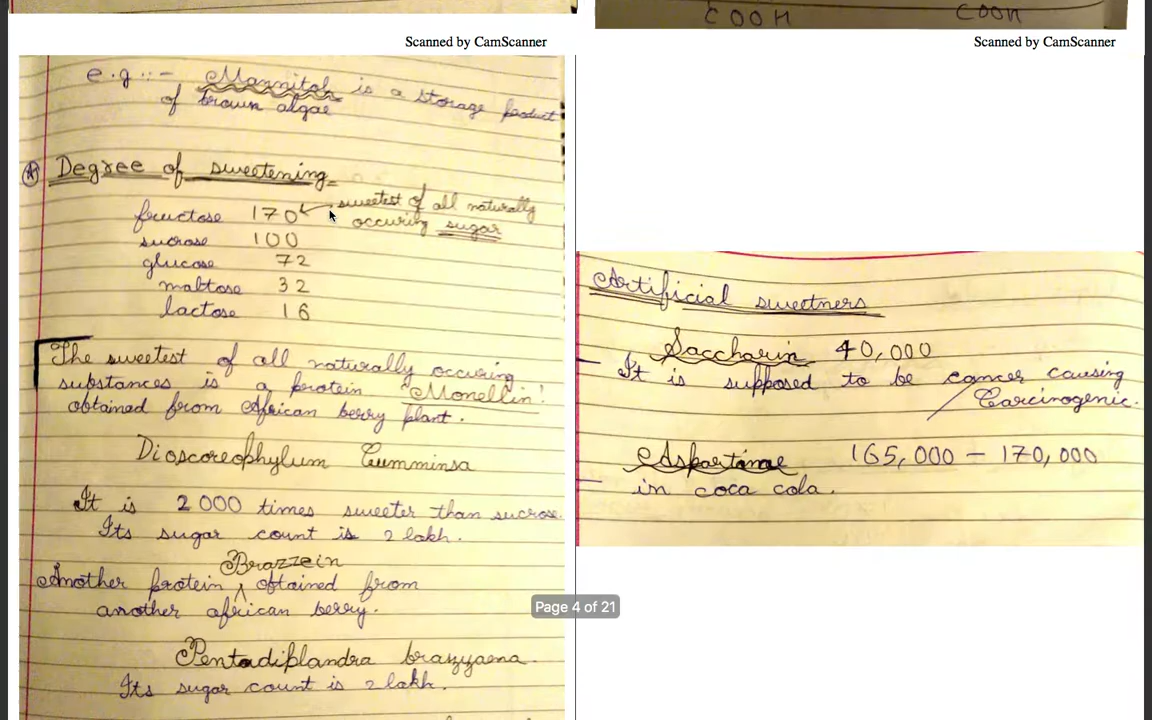 COOH COOH
Scanned by CamScanner
Scanned by CamScanner
e.g :- Mannitol is a storage product
of brown algae
Degree of sweetening
fructose 170 sweetest of all naturally
occuring sugar
sucrose 100
glucose 72
maltose 32
lactose 16
The sweetest of all naturally occuring
substances is a protein Monellin!
obtained from African berry plant.
Dioscoreophylum Cumminsa
It is 2000 times sweeter than sucrose.
Its sugar count is 2 lakh.
Brazzein
Another protein ^ obtained from
another african berry.
Pentadiplandra brazzaena
Its sugar count is 2 lakh.
Artificial sweetners
Saccharin 40,000
It is supposed to be cancer causing
/ Carcinogenic.
Aspartame 165,000 - 170,000
in coca cola.
Page 4 of 21